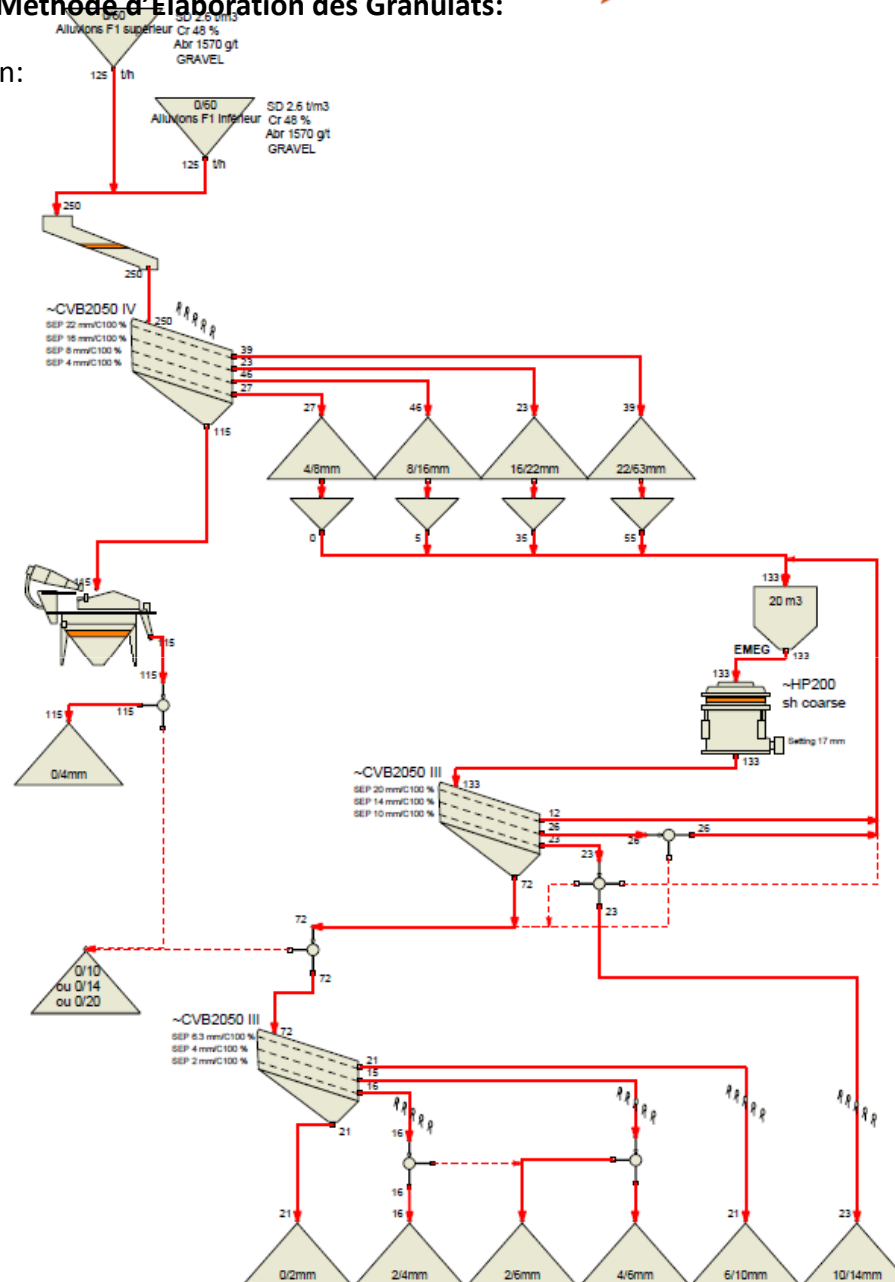 Méthode d'Élaboration des Granulats:
n:
0/60
Alluvions F1 supérieur
SD 2.6 t/m3
Cr 48 %
Abr 1570 g/t
GRAVEL
125 t/h
0/60
Alluvions F1 Inférieur
SD 2.6 t/m3
Cr 48 %
Abr 1570 g/t
GRAVEL
125 t/h
250
250
~CVB2050 IV
SEP 22 mm/C100 %
SEP 16 mm/C100 %
SEP 8 mm/C100 %
SEP 4 mm/C100 %
250
RRRRR
39
23
46
27
115
27
46
23
39
4/8mm
8/16mm
16/22mm
22/63mm
0
5
35
55
115
115
115
115
115
0/4mm
133
20 m3
EMEG
133
133
~HP200
sh coarse
Setting 17 mm
133
~CVB2050 III
SEP 20 mm/C100 %
SEP 14 mm/C100 %
SEP 10 mm/C100 %
133
12
26
23
26
26
23
23
72
72
72
0/10
ou 0/14
ou 0/20
~CVB2050 III
SEP 6.3 mm/C100 %
SEP 4 mm/C100 %
SEP 2 mm/C100 %
72
21
15
16
21
RRRRR
RRRRR
RRRRR
RRRRR
16
16
21
16
21
23
0/2mm
2/4mm
2/6mm
4/6mm
6/10mm
10/14mm